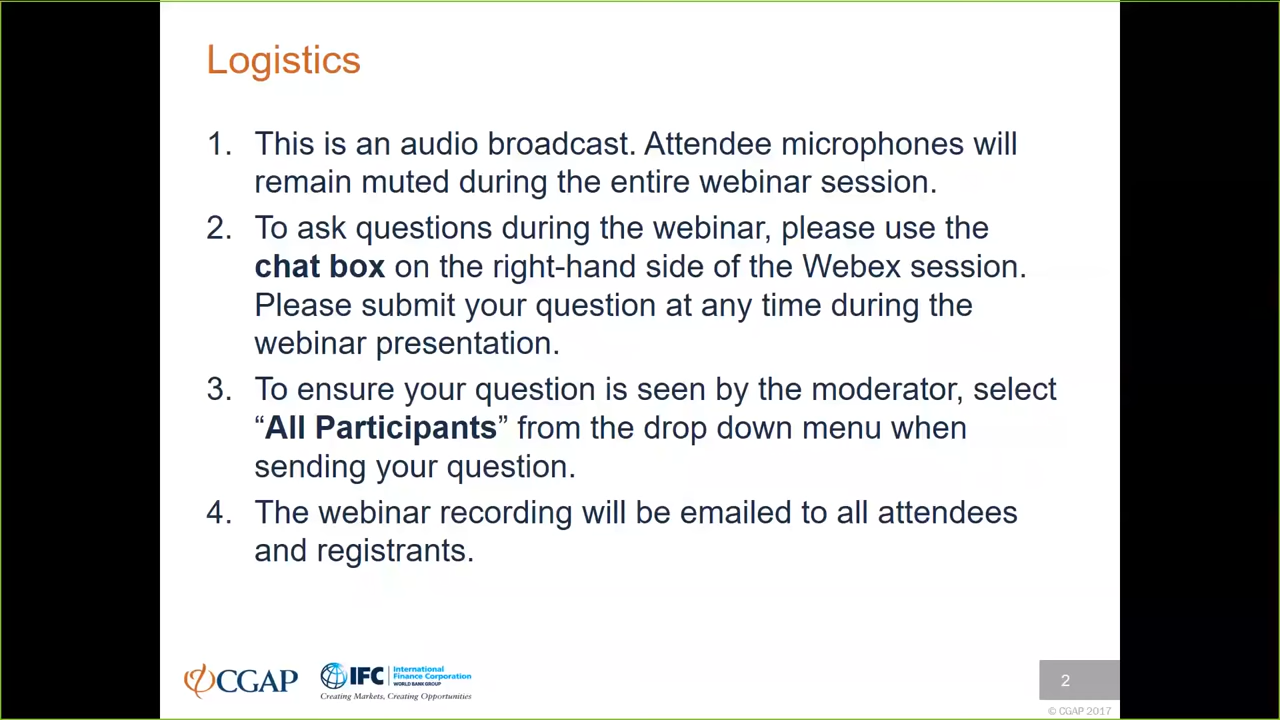 Logistics
1. This is an audio broadcast. Attendee microphones will
remain muted during the entire webinar session.
2. To ask questions during the webinar, please use the
chat box on the right-hand side of the Webex session.
Please submit your question at any time during the
webinar presentation.
3. To ensure your question is seen by the moderator, select
“All Participants” from the drop down menu when
sending your question.
4. The webinar recording will be emailed to all attendees
and registrants.
CGAP
IFC
International
Finance Corporation
WORLD BANK GROUP
Creating Markets, Creating Opportunities
2
© CGAP 2017